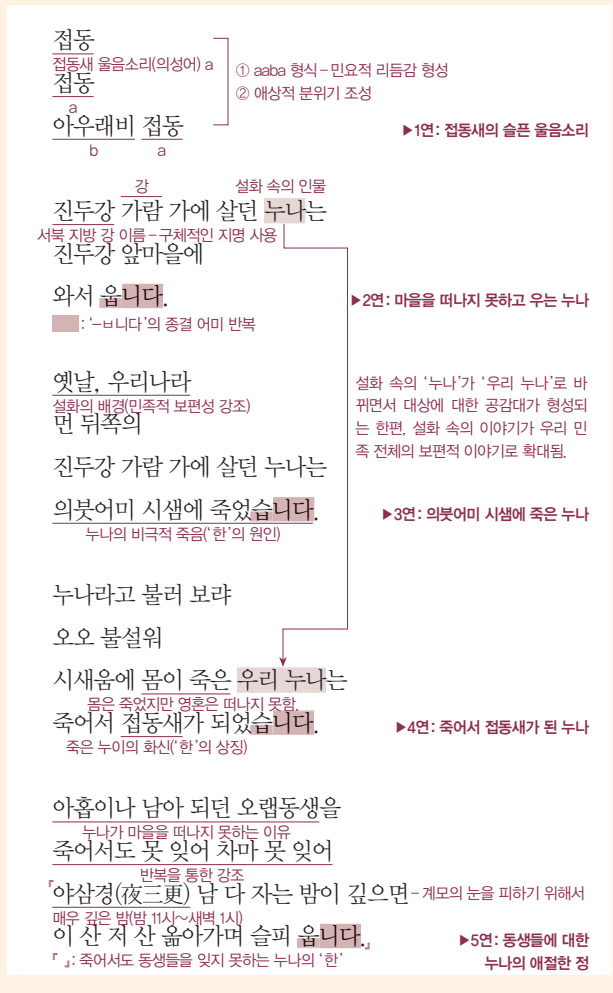 접동
접동새 울음소리(의성어) a
① aaba 형식-민요적 리듬감 형성
접동
a
② 애상적 분위기 조성
아우래비 접동
b a
▶1연: 접동새의 슬픈 울음소리
강 설화 속의 인물
진두강 가람 가에 살던 누나는
서북 지방 강 이름-구체적인 지명 사용
진두강 앞마을에
와서 웁니다.
▶2연: 마을을 떠나지 못하고 우는 누나
: '-ㅂ니다'의 종결 어미 반복
옛날, 우리나라
설화의 배경(민족적 보편성 강조)
먼 뒤쪽의
진두강 가람 가에 살던 누나는
설화 속의 '누나'가 '우리 누나'로 바
뀌면서 대상에 대한 공감대가 형성되
는 한편, 설화 속의 이야기가 우리 민
족 전체의 보편적 이야기로 확대됨.
의붓어미 시샘에 죽었습니다.
▶3연: 의붓어미 시샘에 죽은 누나
누나의 비극적 죽음('한'의 원인)
누나라고 불러 보랴
오오 불설워
시새움에 몸이 죽은 우리 누나는
몸은 죽었지만 영혼은 떠나지 못함.
죽어서 접동새가 되었습니다.
▶4연: 죽어서 접동새가 된 누나
죽은 누이의 화신('한'의 상징)
아홉이나 남아 되던 오랩동생을
누나가 마을을 떠나지 못하는 이유
죽어서도 못 잊어 차마 못 잊어
반복을 통한 강조
『야삼경(夜三更) 남 다 자는 밤이 깊으면-계모의 눈을 피하기 위해서
매우 깊은 밤(밤 11시~새벽 1시)
이 산 저 산 옮아가며 슬피 웁니다.』
▶5연: 동생들에 대한
누나의 애절한 정
『 』: 죽어서도 동생들을 잊지 못하는 누나의 '한'